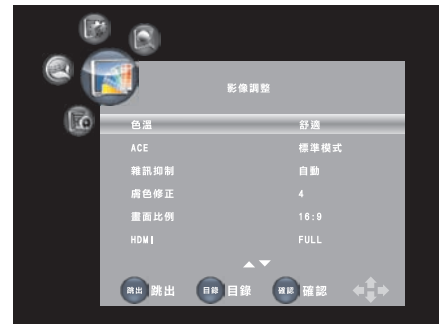 影像調整
色溫 舒適
ACE 標準模式
雜訊抑制 自動
膚色修正 4
畫面比例 16:9
HDMI FULL
跳出 跳出 目錄 目錄 確認 確認